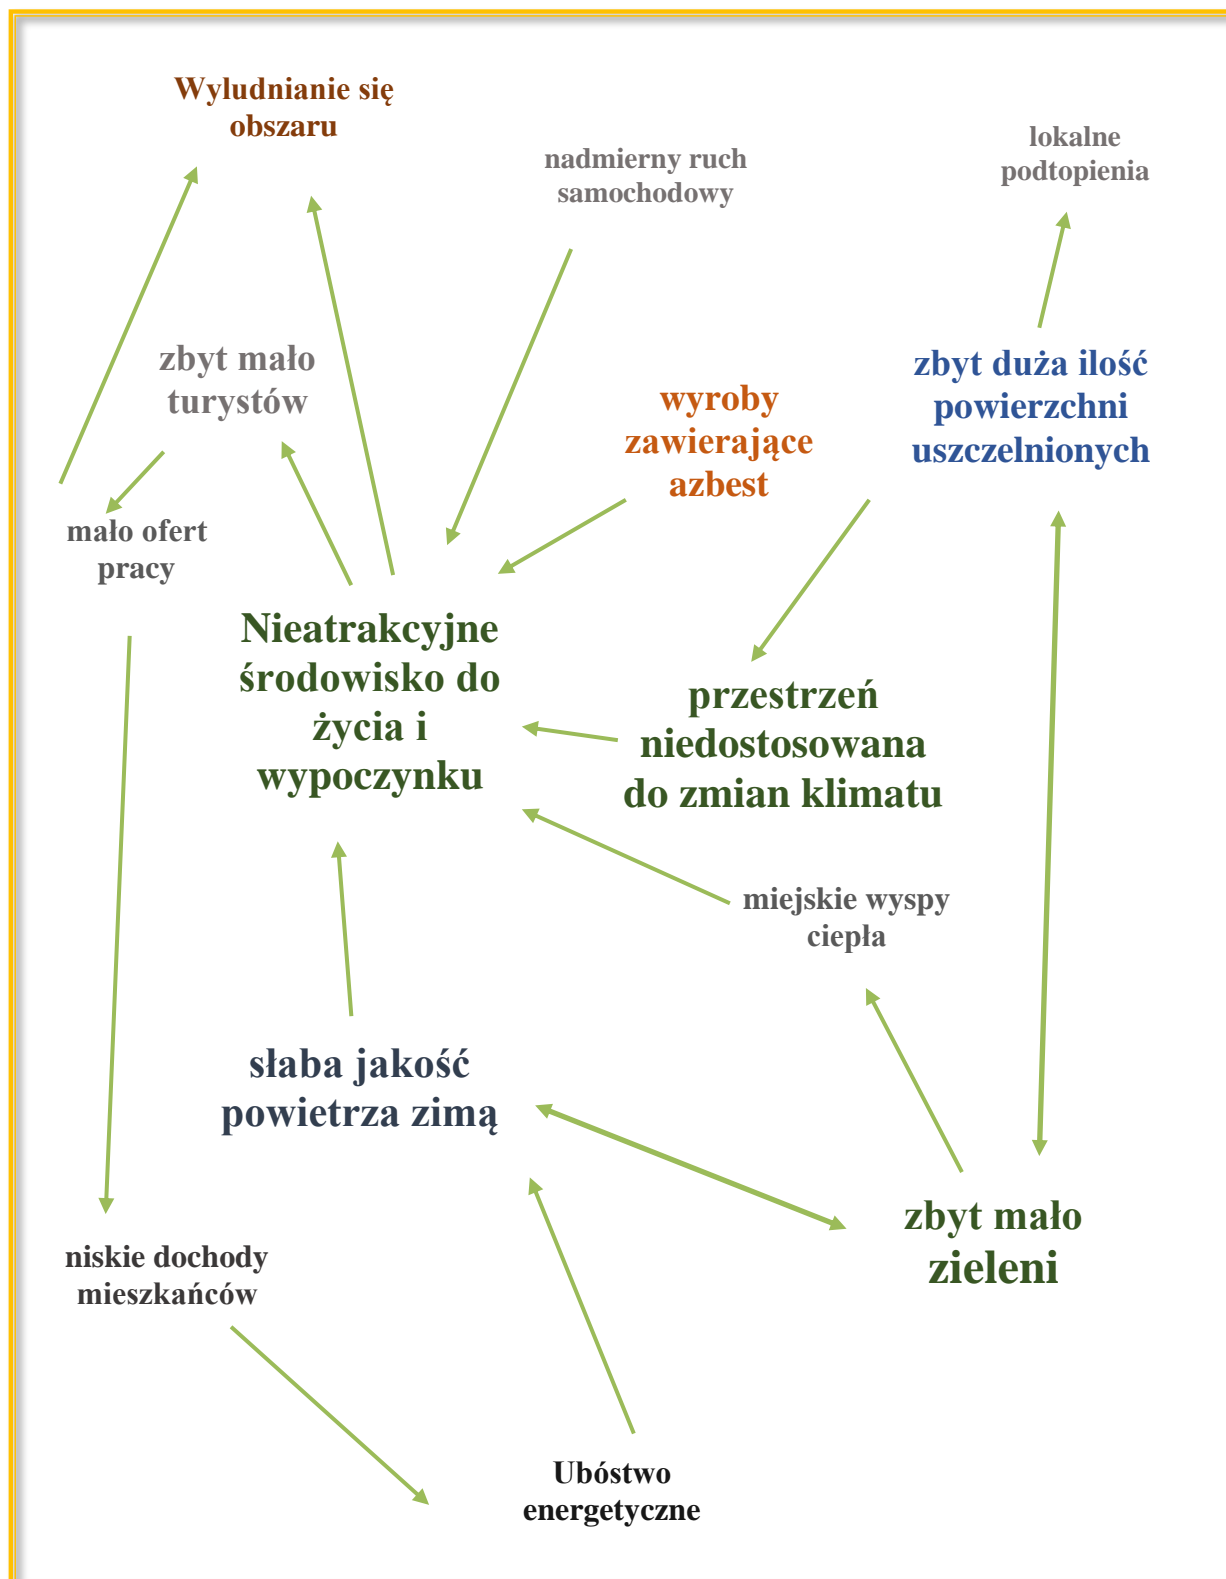 Wyludnianie się
obszaru
nadmierny ruch
samochodowy
lokalne
podtopienia
zbyt mało
turystów
wyroby
zawierające
azbest
zbyt duża ilość
powierzchni
uszczelnionych
mało ofert
pracy
Nieatrakcyjne
środowisko do
życia i
wypoczynku
przestrzeń
niedostosowana
do zmian klimatu
miejskie wyspy
ciepła
słaba jakość
powietrza zimą
zbyt mało
zieleni
niskie dochody
mieszkańców
Ubóstwo
energetyczne